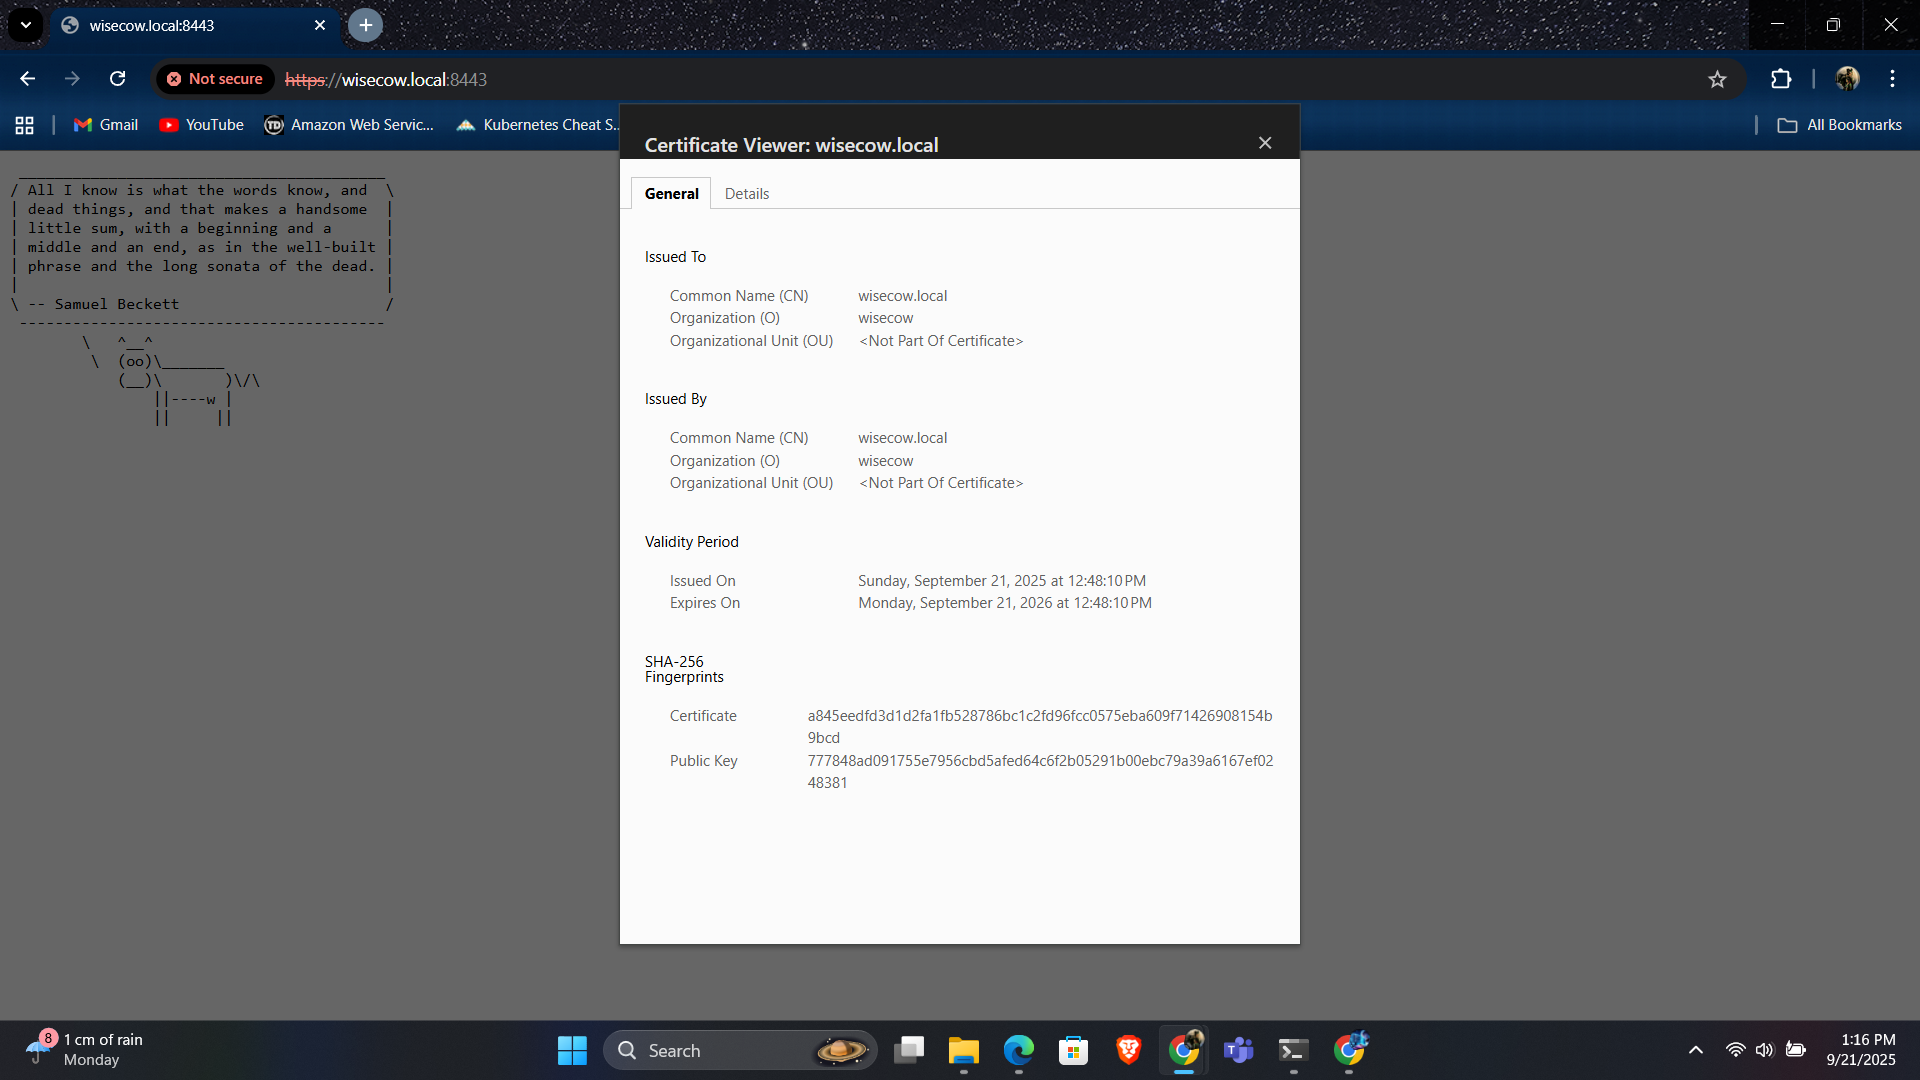 wisecow.local:8443
Not secure
https://wisecow.local:8443
Gmail
YouTube
Amazon Web Servic...
Kubernetes Cheat S...
All Bookmarks
 ________________________________________
/ All I know is what the words know, and  \
| dead things, and that makes a handsome  |
| little sum, with a beginning and a      |
| middle and an end, as in the well-built |
| phrase and the long sonata of the dead. |
|                                         |
\ -- Samuel Beckett                       /
 -----------------------------------------
        \   ^__^
         \  (oo)\_______
            (__)\       )\/\
                ||----w |
                ||     ||
Certificate Viewer: wisecow.local
General
Details
Issued To
Common Name (CN) wisecow.local
Organization (O) wisecow
Organizational Unit (OU) <Not Part Of Certificate>
Issued By
Common Name (CN) wisecow.local
Organization (O) wisecow
Organizational Unit (OU) <Not Part Of Certificate>
Validity Period
Issued On Sunday, September 21, 2025 at 12:48:10 PM
Expires On Monday, September 21, 2026 at 12:48:10 PM
SHA-256
Fingerprints
Certificate a845eedfd3d1d2fa1fb528786bc1c2fd96fcc0575eba609f71426908154b
9bcd
Public Key 777848ad091755e7956cbd5afed64c6f2b05291b00ebc79a39a6167ef02
48381
8
1 cm of rain
Monday
Search
1:16 PM
9/21/2025